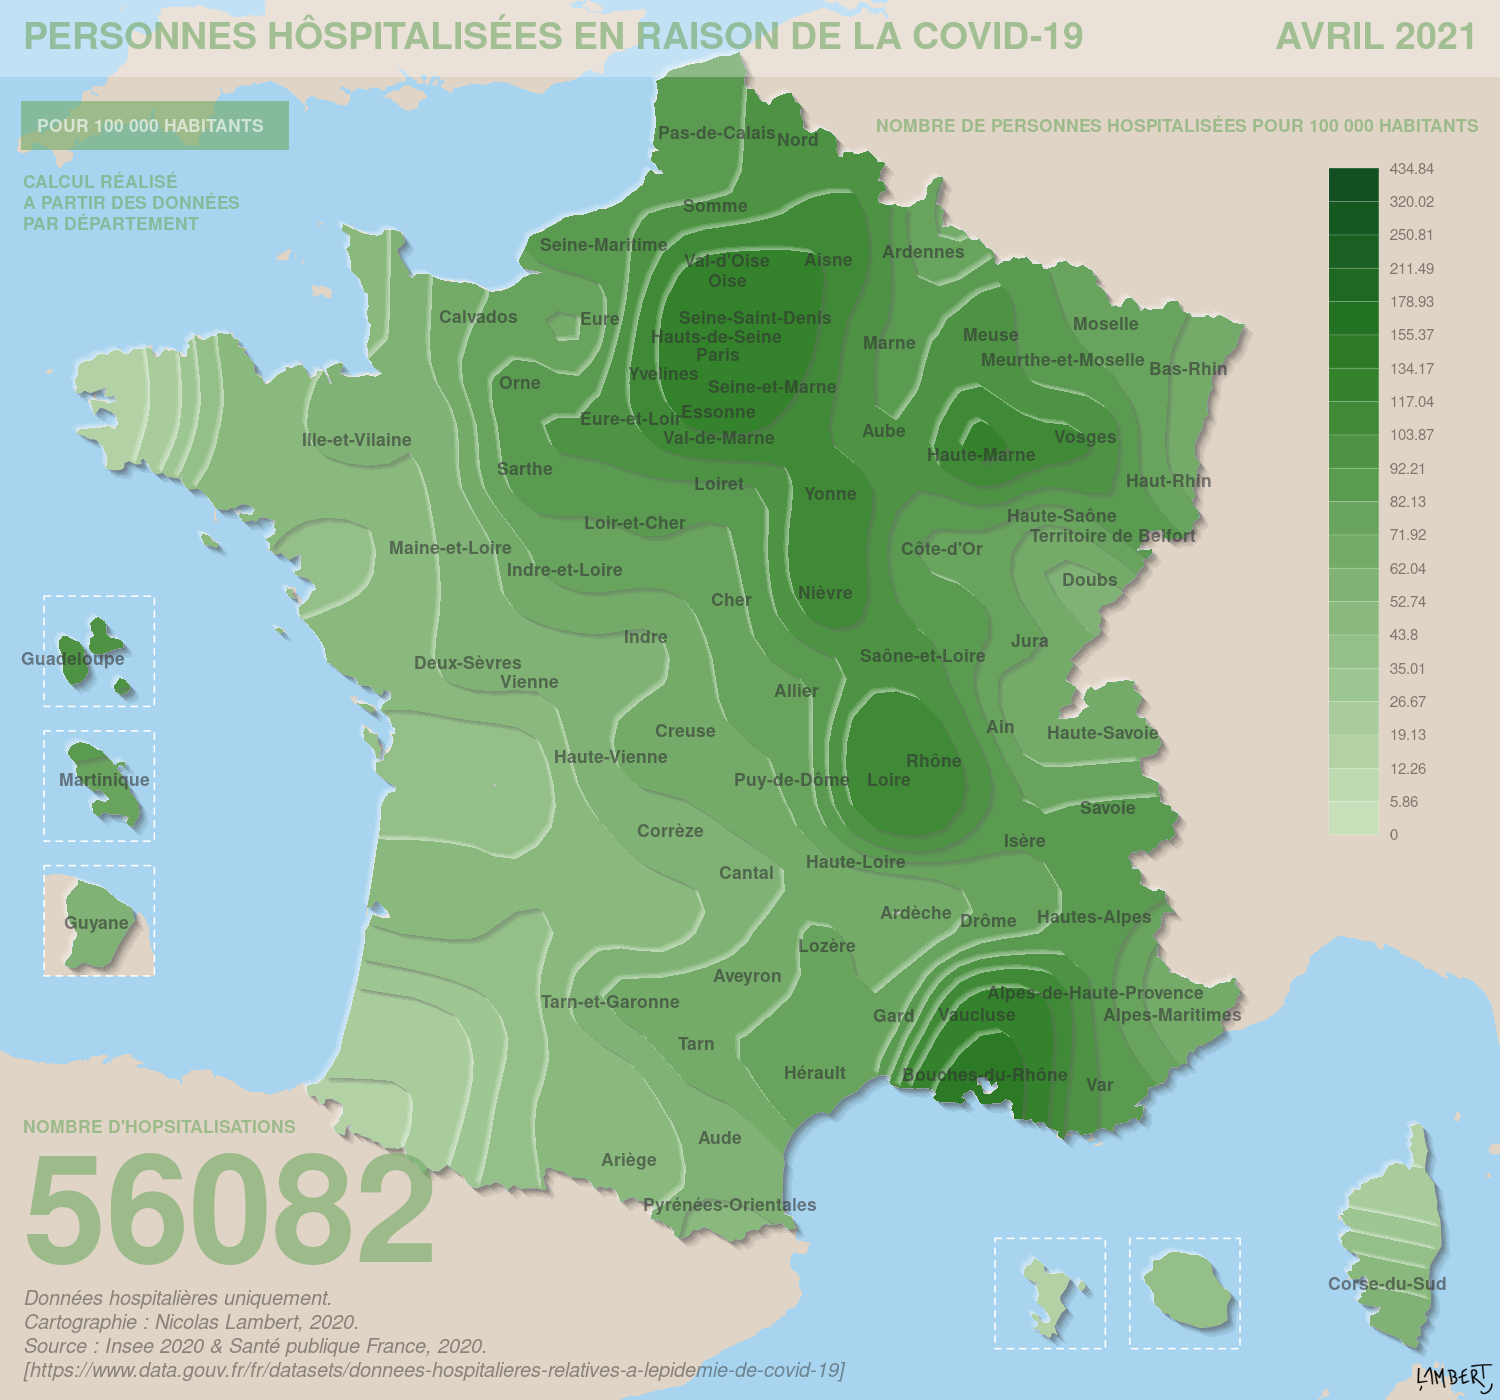 PERSONNES HÔSPITALISÉES EN RAISON DE LA COVID-19
AVRIL 2021
POUR 100 000 HABITANTS
CALCUL RÉALISÉ
A PARTIR DES DONNÉES
PAR DÉPARTEMENT
NOMBRE DE PERSONNES HOSPITALISÉES POUR 100 000 HABITANTS
434.84
320.02
250.81
211.49
178.93
155.37
134.17
117.04
103.87
92.21
82.13
71.92
62.04
52.74
43.8
35.01
26.67
19.13
12.26
5.86
0
Pas-de-Calais
Nord
Somme
Seine-Maritime
Val-d'Oise
Aisne
Ardennes
Oise
Calvados
Eure
Seine-Saint-Denis
Hauts-de-Seine
Paris
Marne
Meuse
Moselle
Meurthe-et-Moselle
Bas-Rhin
Orne
Yvelines
Seine-et-Marne
Essonne
Eure-et-Loir
Val-de-Marne
Aube
Vosges
Ille-et-Vilaine
Haute-Marne
Sarthe
Loiret
Yonne
Haut-Rhin
Loir-et-Cher
Haute-Saône
Territoire de Belfort
Maine-et-Loire
Côte-d'Or
Indre-et-Loire
Doubs
Cher
Nièvre
Indre
Jura
Deux-Sèvres
Saône-et-Loire
Vienne
Allier
Creuse
Ain
Haute-Savoie
Haute-Vienne
Rhône
Puy-de-Dôme
Loire
Savoie
Corrèze
Isère
Haute-Loire
Cantal
Ardèche
Drôme
Hautes-Alpes
Lozère
Aveyron
Alpes-de-Haute-Provence
Tarn-et-Garonne
Gard
Vaucluse
Alpes-Maritimes
Tarn
Hérault
Bouches-du-Rhône
Var
Aude
Ariège
Pyrénées-Orientales
Corse-du-Sud
Guadeloupe
Martinique
Guyane
NOMBRE D'HOPSITALISATIONS
56082
Données hospitalières uniquement.
Cartographie : Nicolas Lambert, 2020.
Source : Insee 2020 & Santé publique France, 2020.
[https://www.data.gouv.fr/fr/datasets/donnees-hospitalieres-relatives-a-lepidemie-de-covid-19]
LAMBERT